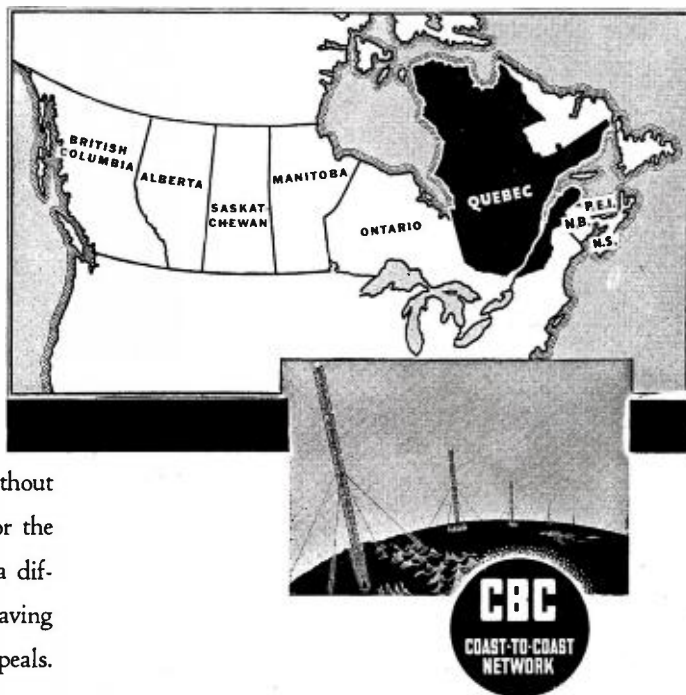 BRITISH
COLUMBIA
ALBERTA
SASKAT-
CHEWAN
MANITOBA
ONTARIO
QUEBEC
P.E.I.
N.B.
N.S.
thout
or the
a dif-
aving
peals.
CBC
COAST-TO-COAST
NETWORK